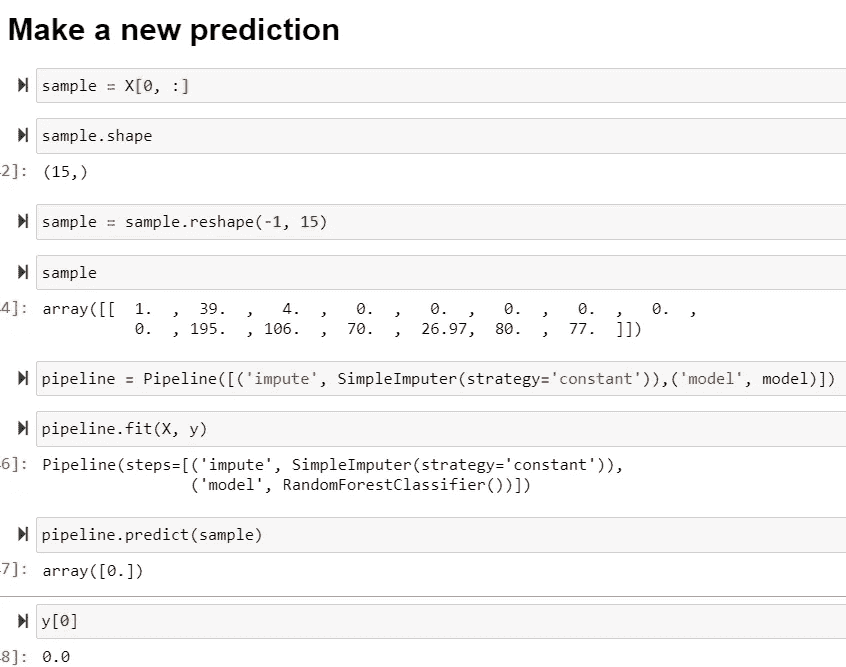 Make a new prediction
sample = X[0, :]
sample.shape
2]: (15,)
sample = sample.reshape(-1, 15)
sample
4]: array([[  1.  ,  39.  ,   4.  ,   0.  ,   0.  ,   0.  ,   0.  ,   0.  ,
0.  , 195.  , 106.  ,  70.  ,  26.97,  80.  ,  77.  ]])
pipeline = Pipeline([('impute', SimpleImputer(strategy='constant')),('model', model)])
pipeline.fit(X, y)
6]: Pipeline(steps=[('impute', SimpleImputer(strategy='constant')),
('model', RandomForestClassifier())])
pipeline.predict(sample)
7]: array([0.])
y[0]
8]: 0.0